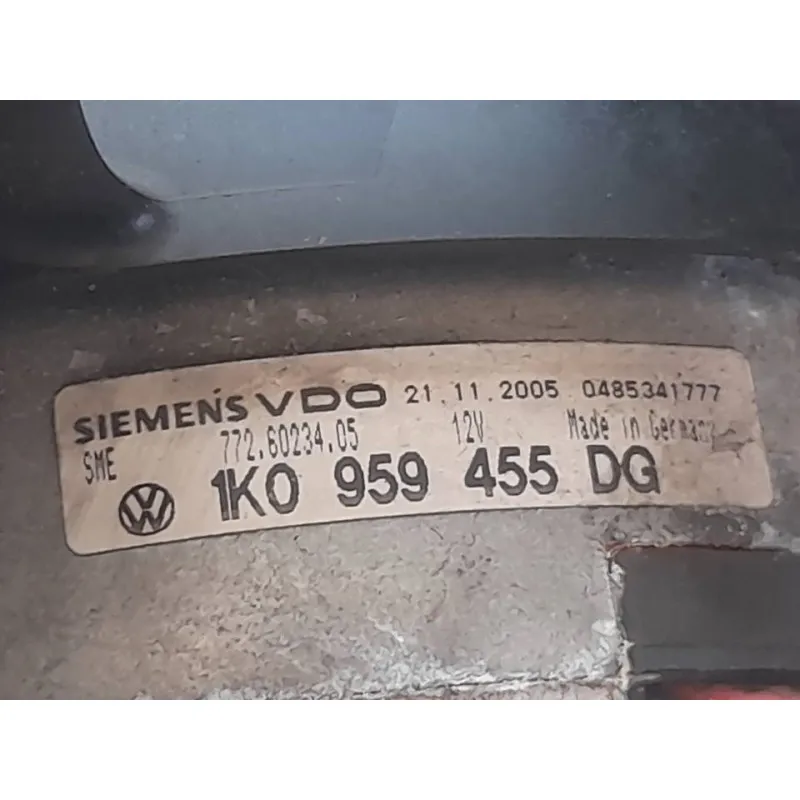 SIEMENS VDO 21.11.2005 0485341777
SME 772.60234.05 12V Made in Germany
1K0 959 455 DG